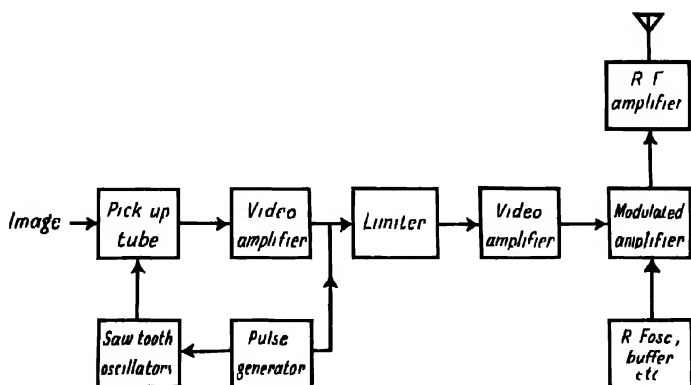 R F
amplifier
Image
Pick up
tube
Video
amplifier
Limiter
Video
amplifier
Modulated
amplifier
Saw tooth
oscillators
Pulse
generator
R F osc,
buffer
etc